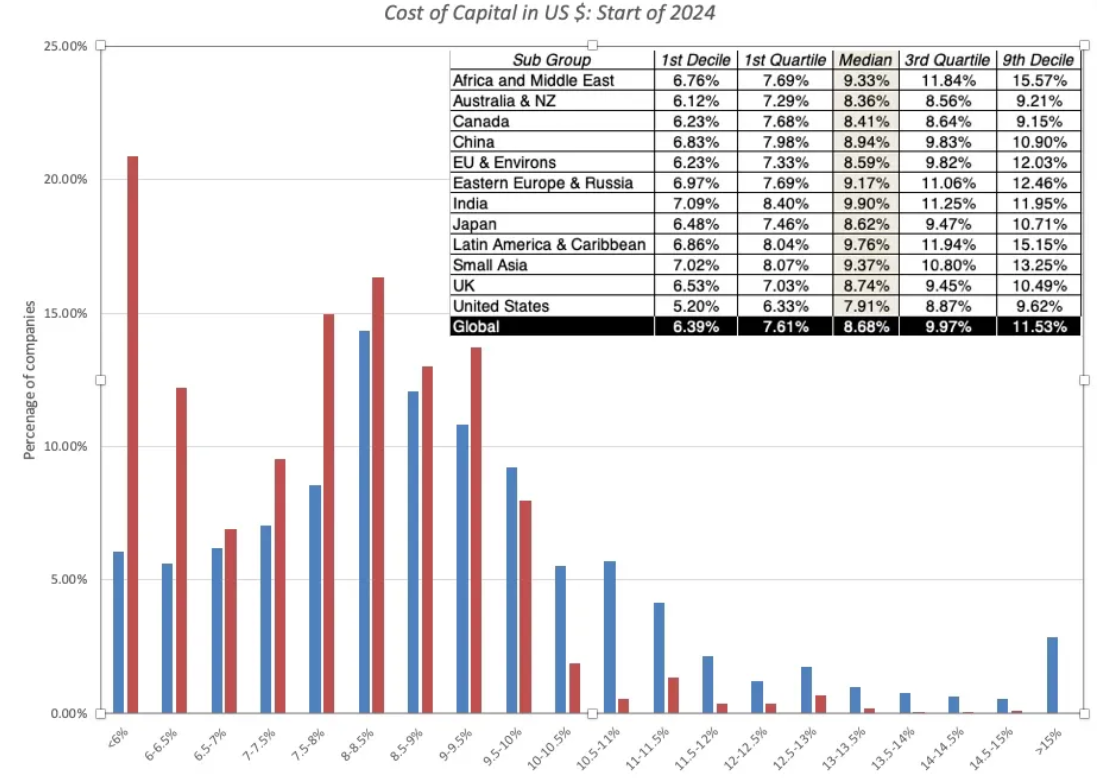 Cost of Capital in US $: Start of 2024
25.00%
20.00%
15.00%
10.00%
5.00%
0.00%
Percenage of companies
Sub Group 1st Decile 1st Quartile Median 3rd Quartile 9th Decile
Africa and Middle East 6.76% 7.69% 9.33% 11.84% 15.57%
Australia & NZ 6.12% 7.29% 8.36% 8.56% 9.21%
Canada 6.23% 7.68% 8.41% 8.64% 9.15%
China 6.83% 7.98% 8.94% 9.83% 10.90%
EU & Environs 6.23% 7.33% 8.59% 9.82% 12.03%
Eastern Europe & Russia 6.97% 7.69% 9.17% 11.06% 12.46%
India 7.09% 8.40% 9.90% 11.25% 11.95%
Japan 6.48% 7.46% 8.62% 9.47% 10.71%
Latin America & Caribbean 6.86% 8.04% 9.76% 11.94% 15.15%
Small Asia 7.02% 8.07% 9.37% 10.80% 13.25%
UK 6.53% 7.03% 8.74% 9.45% 10.49%
United States 5.20% 6.33% 7.91% 8.87% 9.62%
Global 6.39% 7.61% 8.68% 9.97% 11.53%
<6% 6-6.5% 6.5-7% 7-7.5% 7.5-8% 8-8.5% 8.5-9% 9-9.5% 9.5-10% 10-10.5% 10.5-11% 11-11.5% 11.5-12% 12-12.5% 12.5-13% 13-13.5% 13.5-14% 14-14.5% 14.5-15% >15%